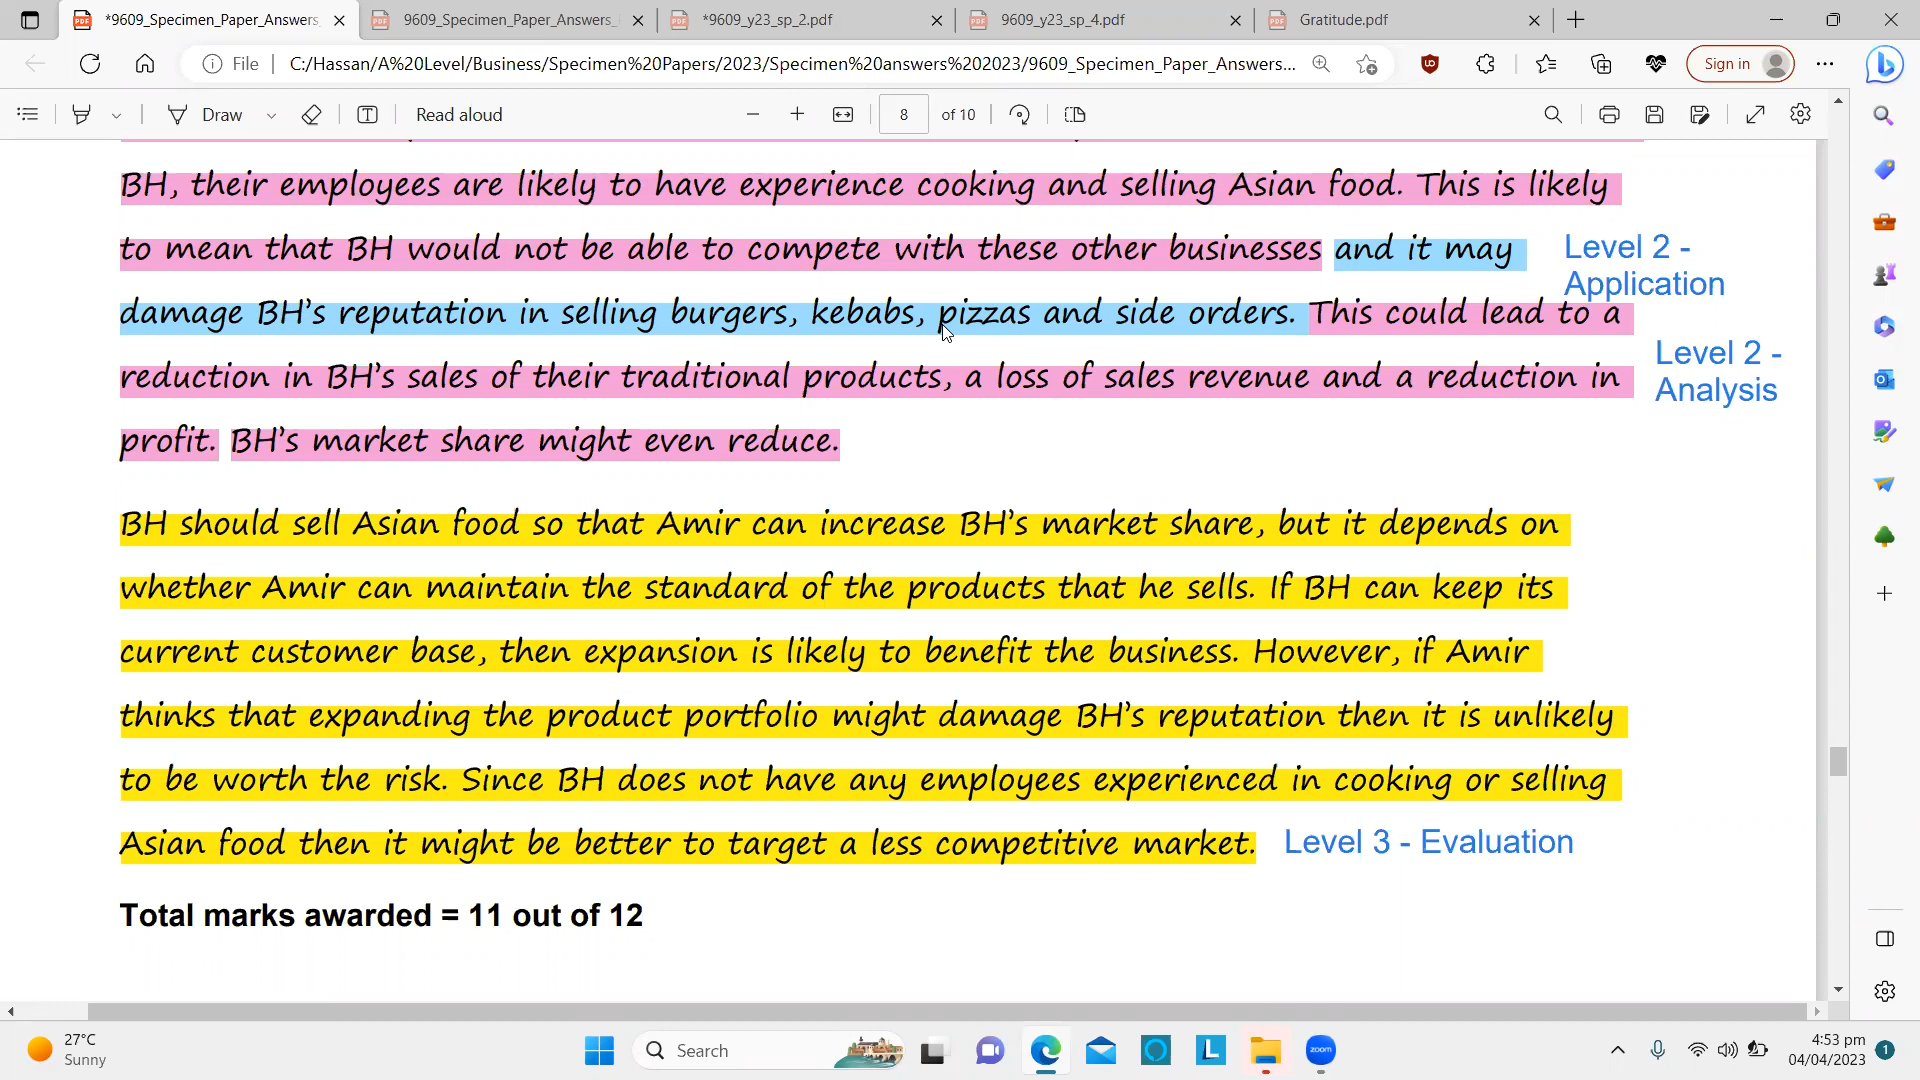 *9609_Specimen_Paper_Answers_
9609_Specimen_Paper_Answers_
*9609_y23_sp_2.pdf
9609_y23_sp_4.pdf
Gratitude.pdf
File
C:/Hassan/A%20Level/Business/Specimen%20Papers/2023/Specimen%20answers%202023/9609_Specimen_Paper_Answers...
Sign in
Draw
Read aloud
8
of 10
BH, their employees are likely to have experience cooking and selling Asian food. This is likely
to mean that BH would not be able to compete with these other businesses and it may
Level 2 -
Application
damage BH's reputation in selling burgers, kebabs, pizzas and side orders. This could lead to a
Level 2 -
Analysis
reduction in BH's sales of their traditional products, a loss of sales revenue and a reduction in
profit. BH's market share might even reduce.
BH should sell Asian food so that Amir can increase BH's market share, but it depends on
whether Amir can maintain the standard of the products that he sells. If BH can keep its
current customer base, then expansion is likely to benefit the business. However, if Amir
thinks that expanding the product portfolio might damage BH's reputation then it is unlikely
to be worth the risk. Since BH does not have any employees experienced in cooking or selling
Asian food then it might be better to target a less competitive market.
Level 3 - Evaluation
Total marks awarded = 11 out of 12
27°C
Sunny
Search
zoom
4:53 pm
04/04/2023
1